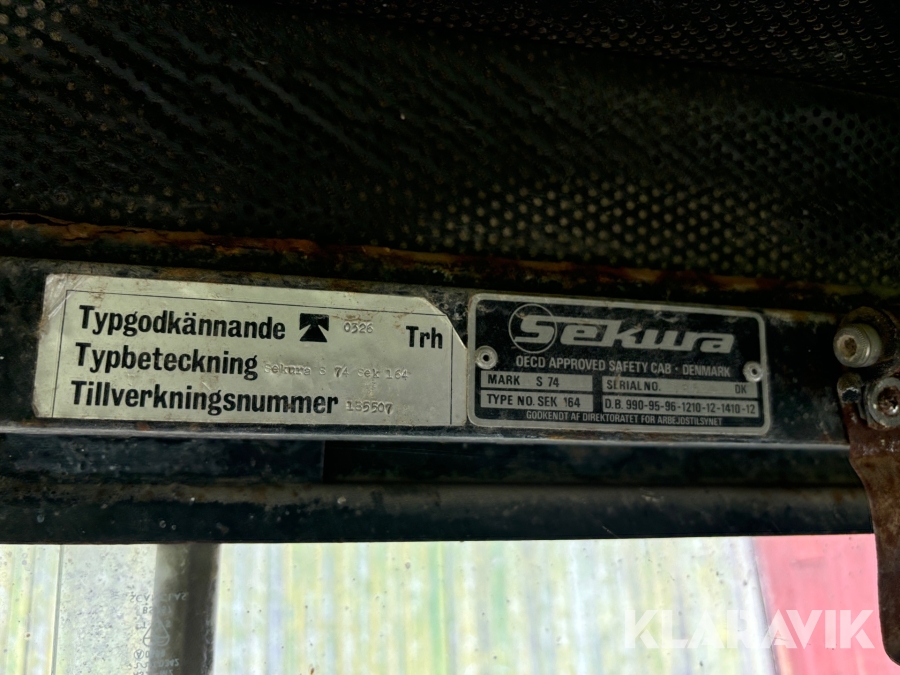 Typgodkännande 0326 Trh
Typbeteckning Sekura S 74 Sek 164
Tillverkningsnummer 135507
Sekura
OECD APPROVED SAFETY CAB · DENMARK
MARK S 74
SERIAL NO. DK
TYPE NO. SEK 164
D.B. 990-95-96-1210-12-1410-12
GODKENDT AF DIREKTORATET FOR ARBEJDSTILSYNET
KLARAVIK